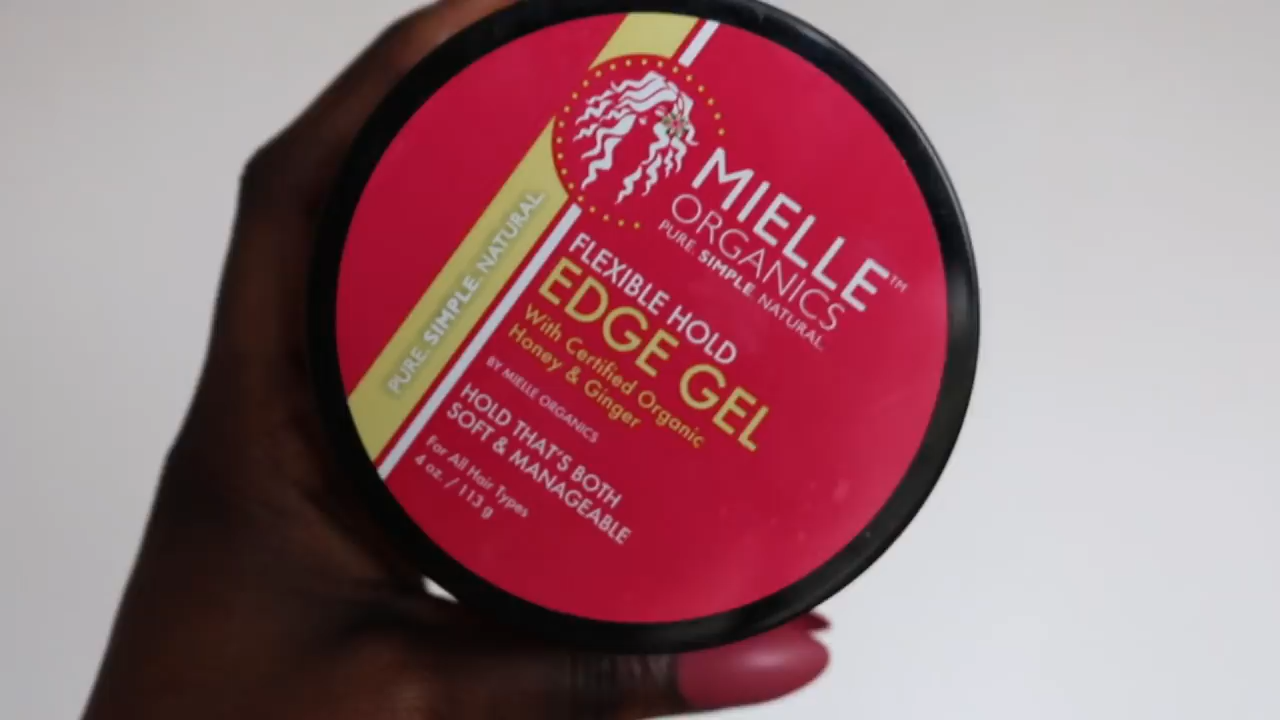 MIELLE™
ORGANICS
PURE. SIMPLE. NATURAL.
PURE. SIMPLE. NATURAL
FLEXIBLE HOLD
EDGE GEL
With Certified Organic
Honey & Ginger
BY MIELLE ORGANICS
HOLD THAT'S BOTH
SOFT & MANAGEABLE
For All Hair Types
4 oz. / 113 g